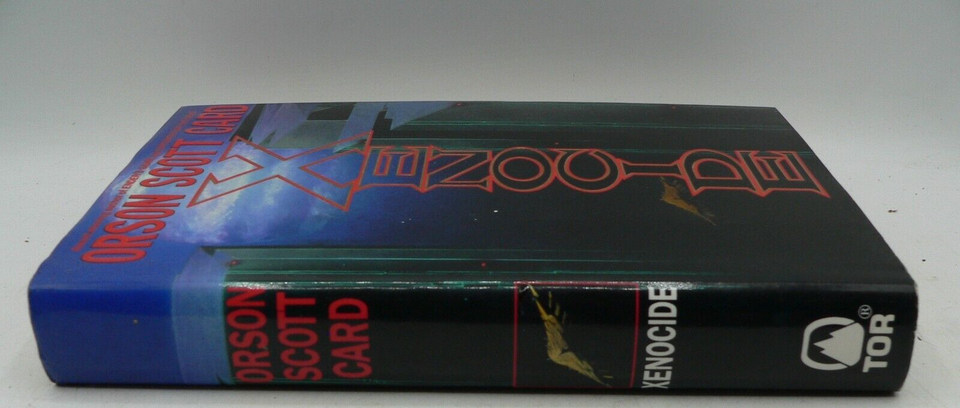 ORSON SCOTT CARD
XENOCIDE
ORSON
SCOTT
CARD
XENOCIDE
TOR®